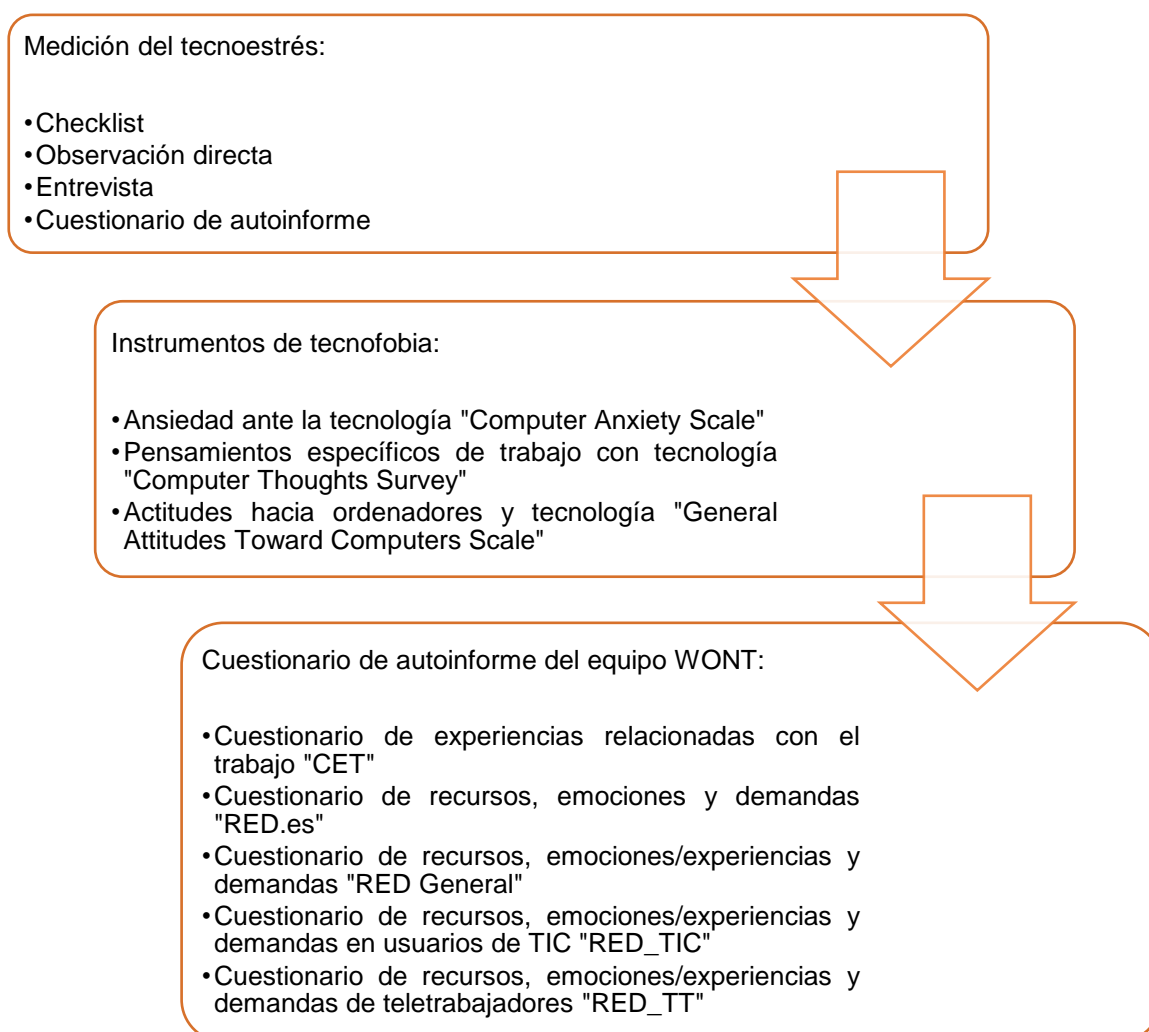 Medición del tecnoestrés:
•Checklist
•Observación directa
•Entrevista
•Cuestionario de autoinforme
Instrumentos de tecnofobia:
•Ansiedad ante la tecnología "Computer Anxiety Scale"
•Pensamientos específicos de trabajo con tecnología
"Computer Thoughts Survey"
•Actitudes hacia ordenadores y tecnología "General
Attitudes Toward Computers Scale"
Cuestionario de autoinforme del equipo WONT:
•Cuestionario de experiencias relacionadas con el
trabajo "CET"
•Cuestionario de recursos, emociones y demandas
"RED.es"
•Cuestionario de recursos, emociones/experiencias y
demandas "RED General"
•Cuestionario de recursos, emociones/experiencias y
demandas en usuarios de TIC "RED_TIC"
•Cuestionario de recursos, emociones/experiencias y
demandas de teletrabajadores "RED_TT"